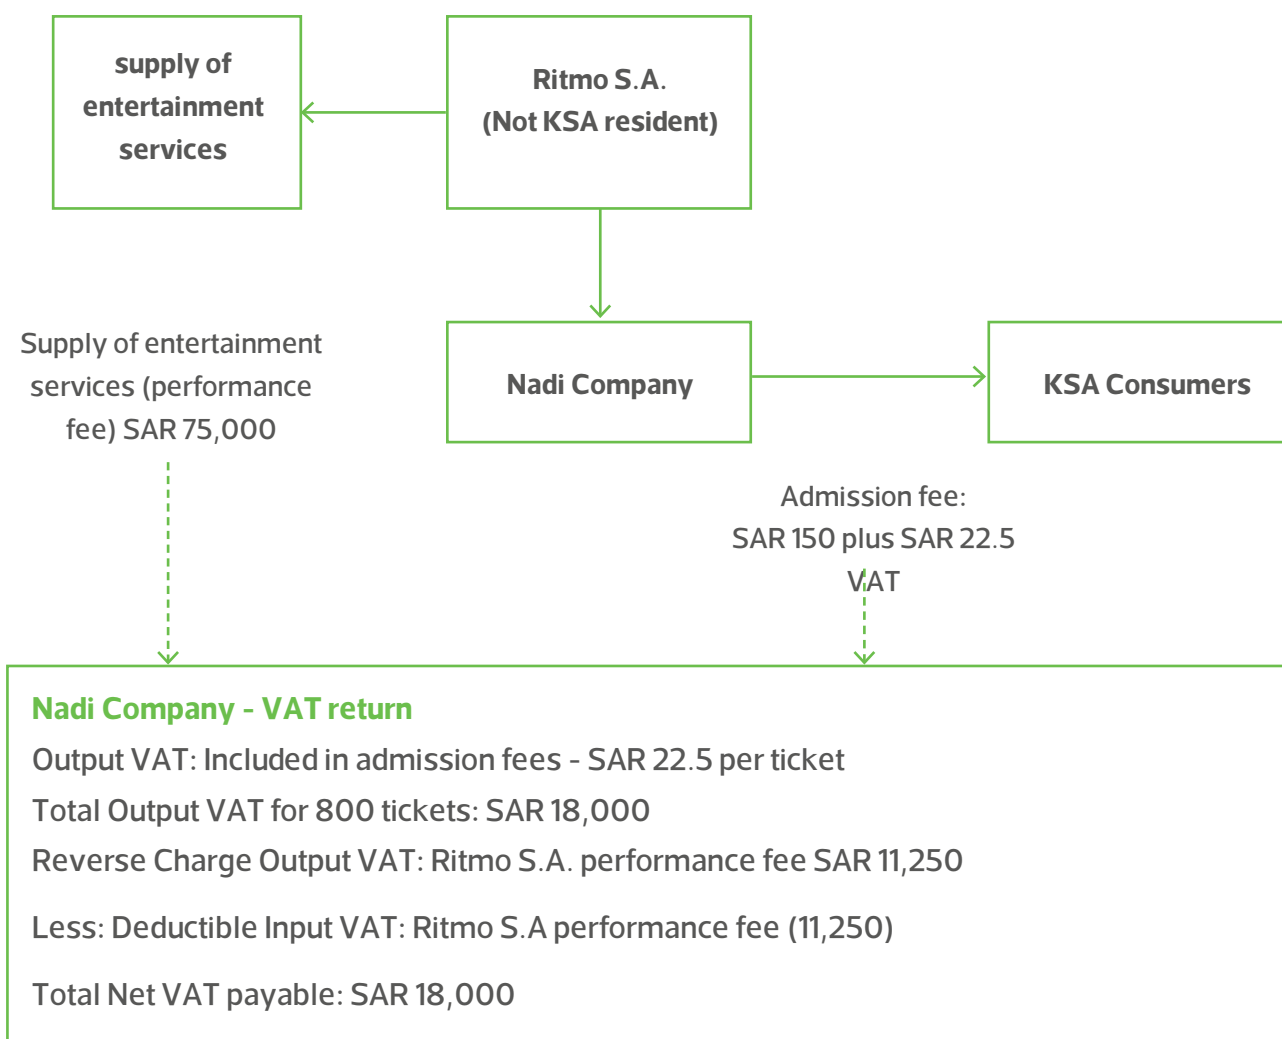 supply of
entertainment
services
Ritmo S.A.
(Not KSA resident)
Supply of entertainment
services (performance
fee) SAR 75,000
Nadi Company
KSA Consumers
Admission fee:
SAR 150 plus SAR 22.5
VAT
Nadi Company - VAT return
Output VAT: Included in admission fees - SAR 22.5 per ticket
Total Output VAT for 800 tickets: SAR 18,000
Reverse Charge Output VAT: Ritmo S.A. performance fee SAR 11,250
Less: Deductible Input VAT: Ritmo S.A performance fee (11,250)
Total Net VAT payable: SAR 18,000